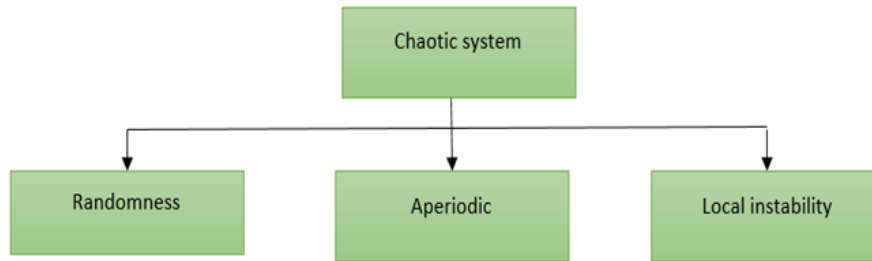 Chaotic system
Randomness
Aperiodic
Local instability